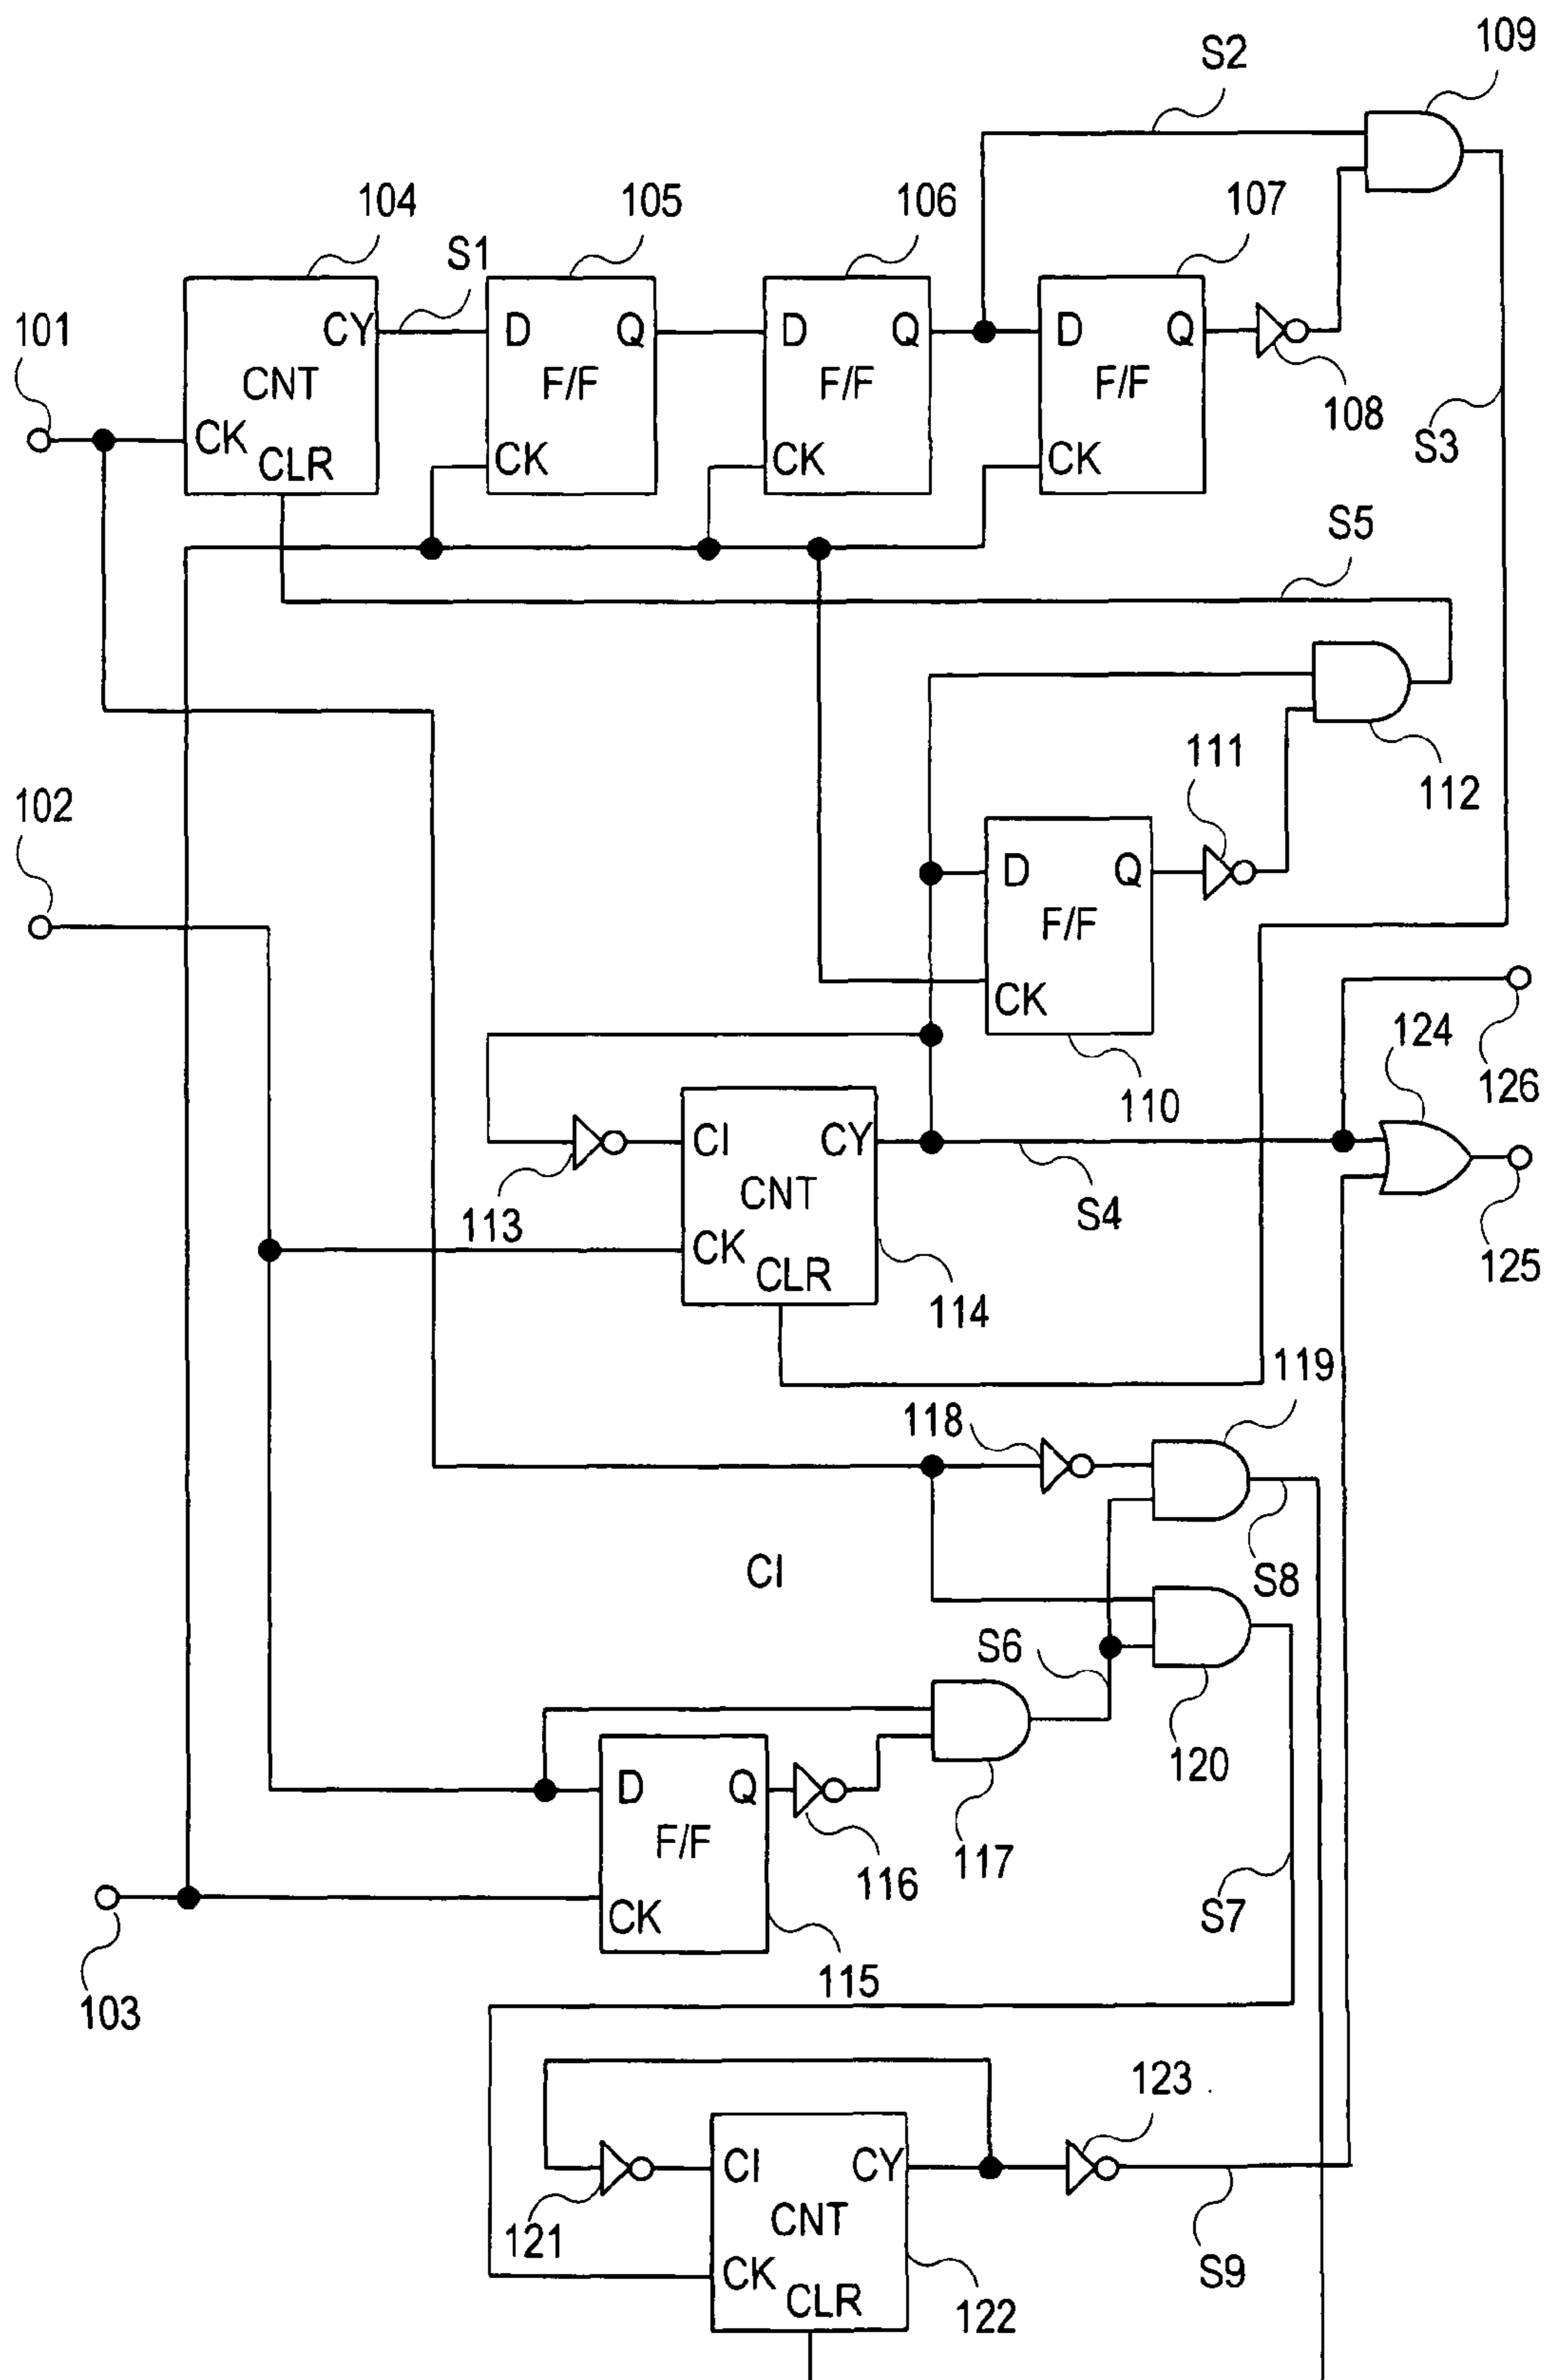 109
S2
104
105
106
107
S1
101
CY
D
Q
D
Q
D
Q
CNT
F/F
F/F
F/F
108
CK
CLR
CK
CK
CK
S3
S5
111
112
102
D
Q
F/F
CK
124
126
110
CI
CY
CNT
113
S4
CK
CLR
125
114
119
118
CI
S8
S6
120
D
Q
F/F
117
116
CK
S7
115
103
123
CI
CY
CNT
121
CK
S9
CLR
122